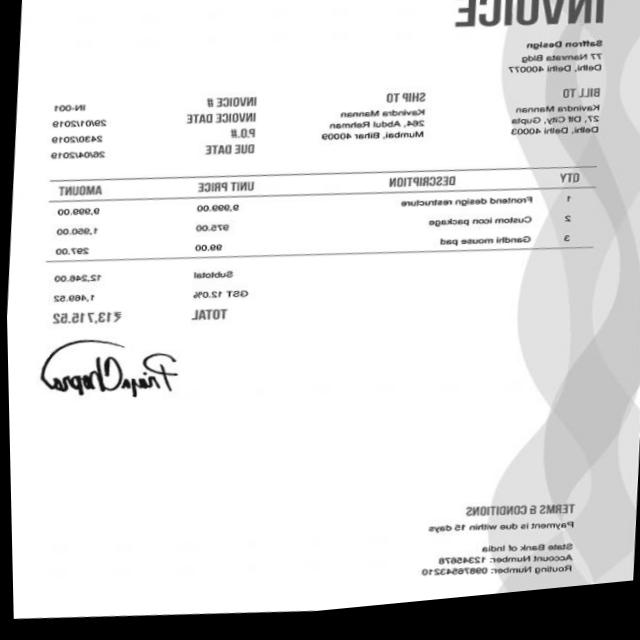 INVOICE
Saffron Design
77 Namrata Bldg
Delhi, Delhi 400077
BILL TO
Kavindra Mannan
27, Dlf City, Gupta
Delhi, Delhi 40003
SHIP TO
Kavindra Mannan
264, Abdul Rehman
Mumbai, Bihar 40009
INVOICE # IN-001
INVOICE DATE 29/01/2019
P.O.# 2430/2019
DUE DATE 26/04/2019
QTY DESCRIPTION UNIT PRICE AMOUNT
1 Frontend design restructure 9,999.00 9,999.00
2 Custom icon package 975.00 1,950.00
3 Gandhi mouse pad 99.00 297.00
Subtotal 12,246.00
GST 12.0% 1,469.52
TOTAL ₹13,715.52
Priya Chopra
TERMS & CONDITIONS
Payment is due within 15 days
State Bank of India
Account Number: 12345678
Routing Number: 09876543210